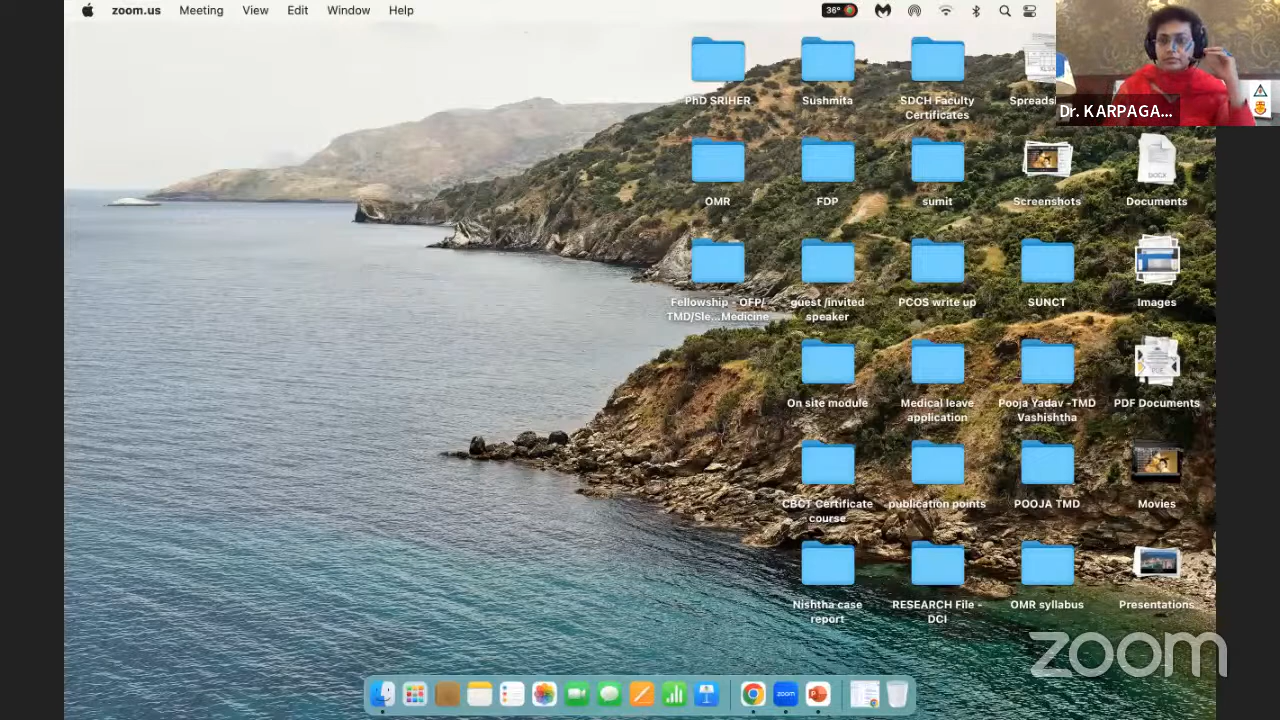 zoom.us Meeting View Edit Window Help
36°
Dr. KARPAGA...
PhD SRIHER
Sushmita
SDCH Faculty
Certificates
OMR
FDP
sumit
Screenshots
Documents
DOCX
Fellowship - OFP/
TMD/Sle...Medicine
guest /invited
speaker
PCOS write up
SUNCT
Images
On site module
Medical leave
application
Pooja Yadav -TMD
Vashishtha
PDF Documents
CBCT Certificate
course
publication points
POOJA TMD
Movies
Nishtha case
report
RESEARCH File -
DCI
OMR syllabus
Presentations
zoom
zoom